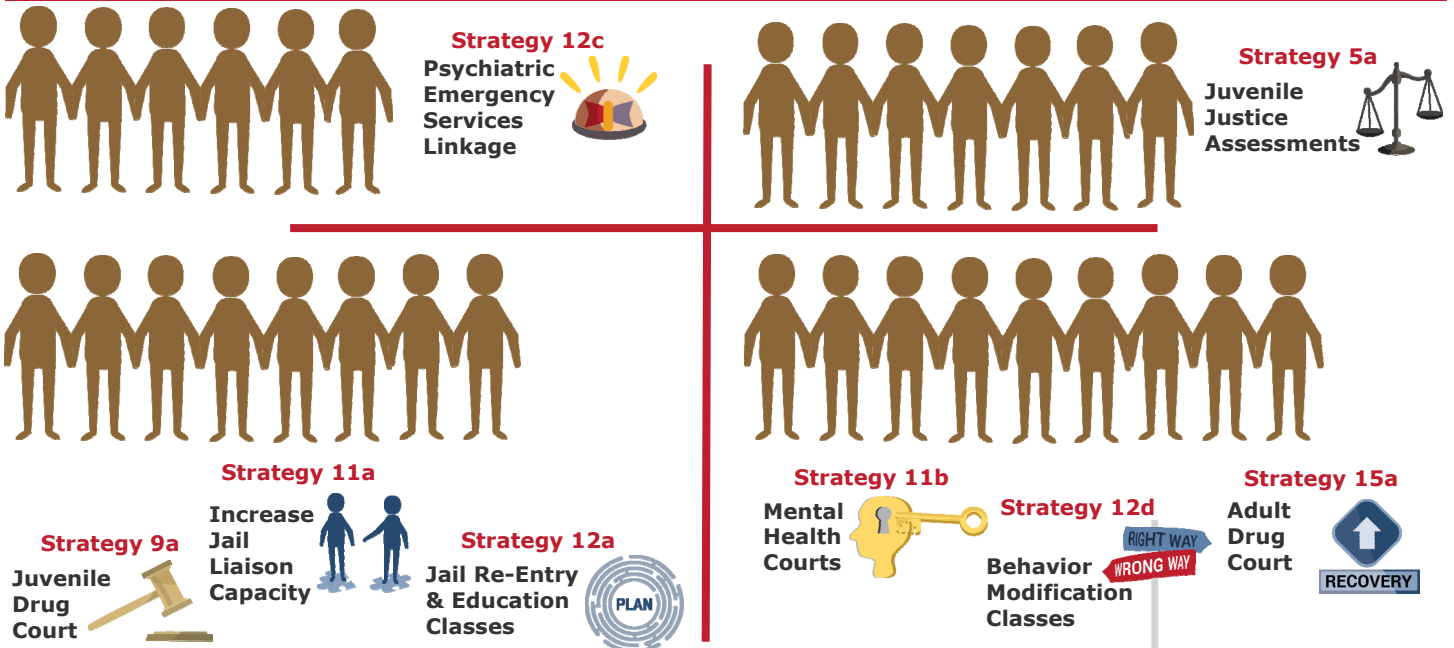 Strategy 12c
Psychiatric
Emergency
Services
Linkage
Strategy 5a
Juvenile
Justice
Assessments
Strategy 9a
Juvenile
Drug
Court
Strategy 11a
Increase
Jail
Liaison
Capacity
Strategy 12a
Jail Re-Entry
& Education
Classes
PLAN
Strategy 11b
Mental
Health
Courts
Strategy 12d
Behavior
Modification
Classes
RIGHT WAY
WRONG WAY
Strategy 15a
Adult
Drug
Court
RECOVERY